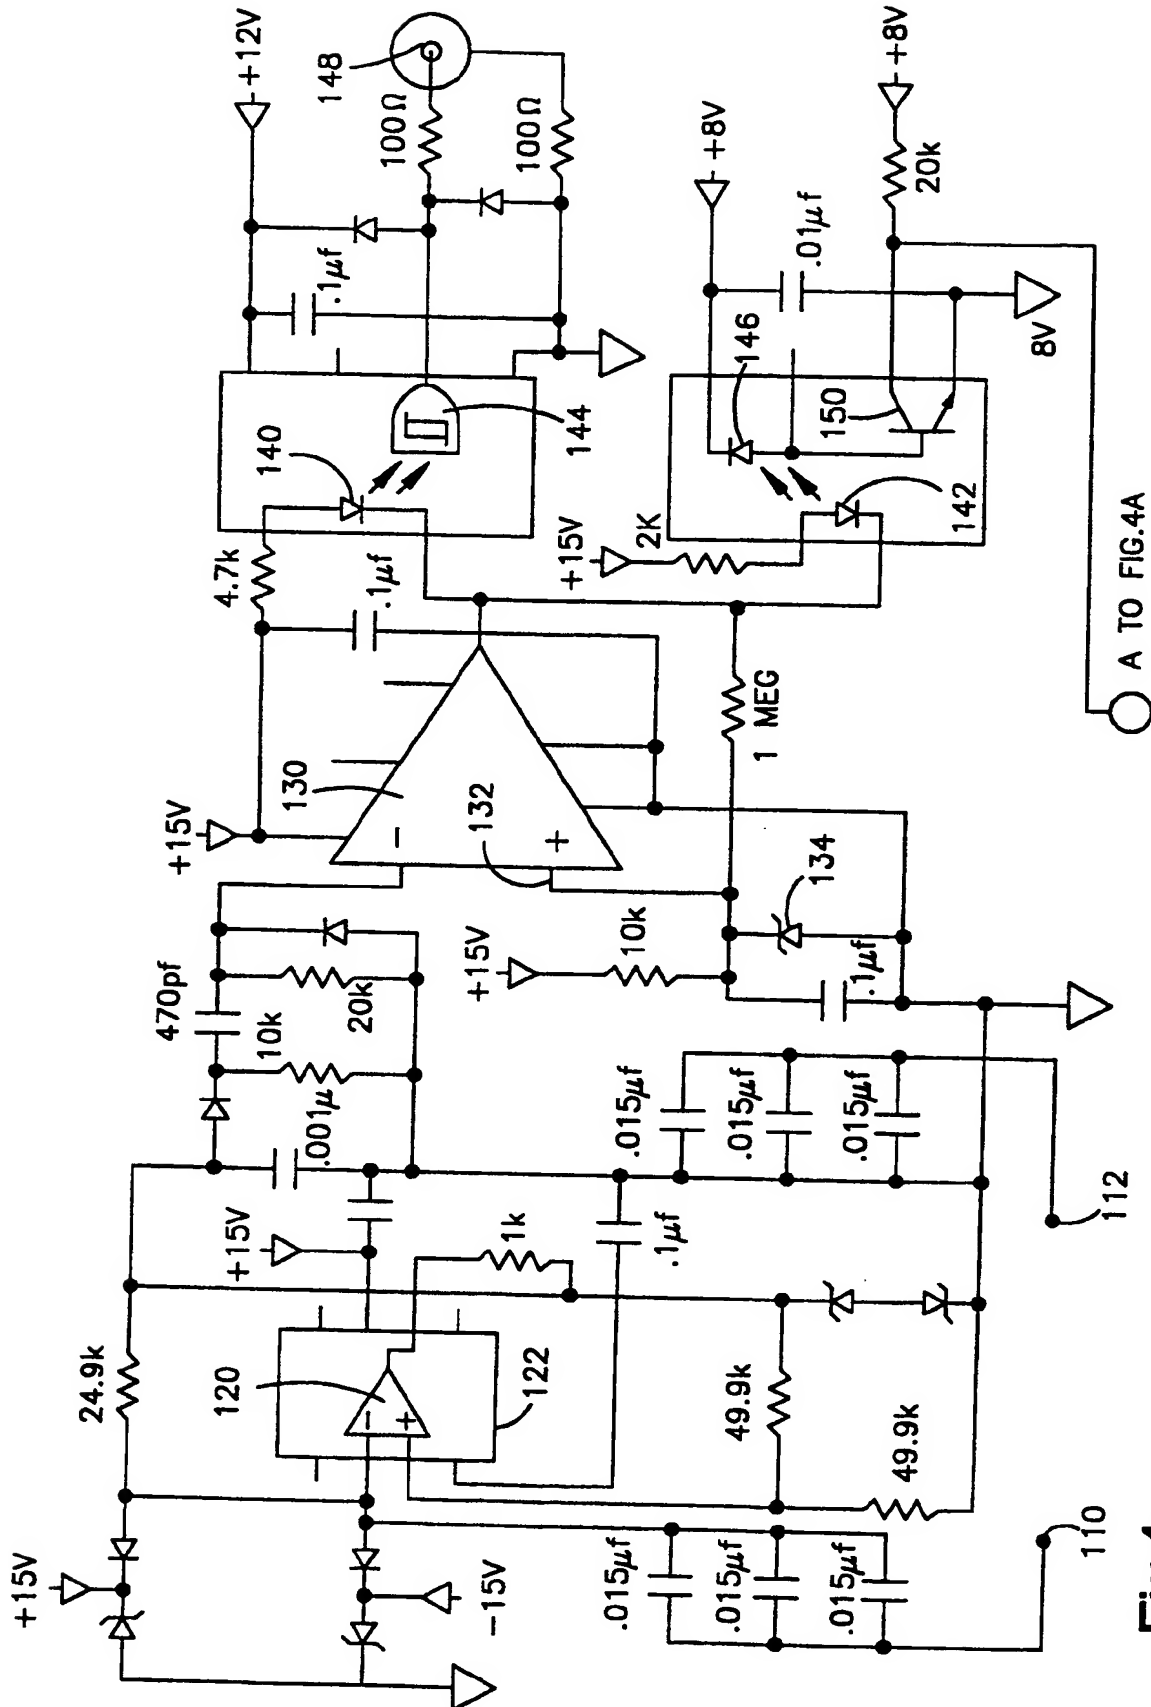 +12V
148
100Ω
100Ω
.1μf
140
144
4.7k
.1μf
+15V
130
132
1 MEG
+8V
+8V
20k
.01μf
146
150
8V
142
+15V
2K
A TO FIG.4A
470pf
10k
20k
.001μ
+15V
10k
134
.1μf
−
+
.015μf
.015μf
.015μf
112
+15V
1k
.1μf
24.9k
120
122
−
+
49.9k
49.9k
+15V
−15V
.015μf
.015μf
.015μf
110